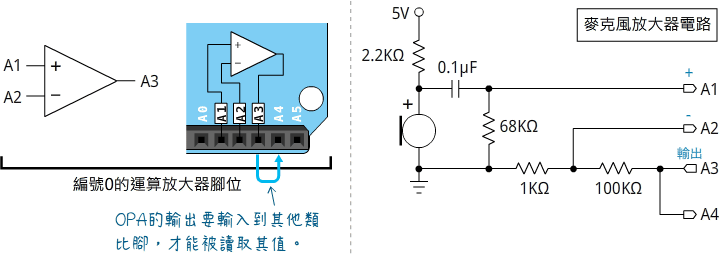 A1
+
A2
−
A3
+
−
A0
A1
A2
A3
A4
A5
編號0的運算放大器腳位
OPA的輸出要輸入到其他類
比腳，才能被讀取其值。
麥克風放大器電路
5V
2.2KΩ
0.1μF
+
68KΩ
1KΩ
100KΩ
+
A1
-
A2
輸出
A3
A4